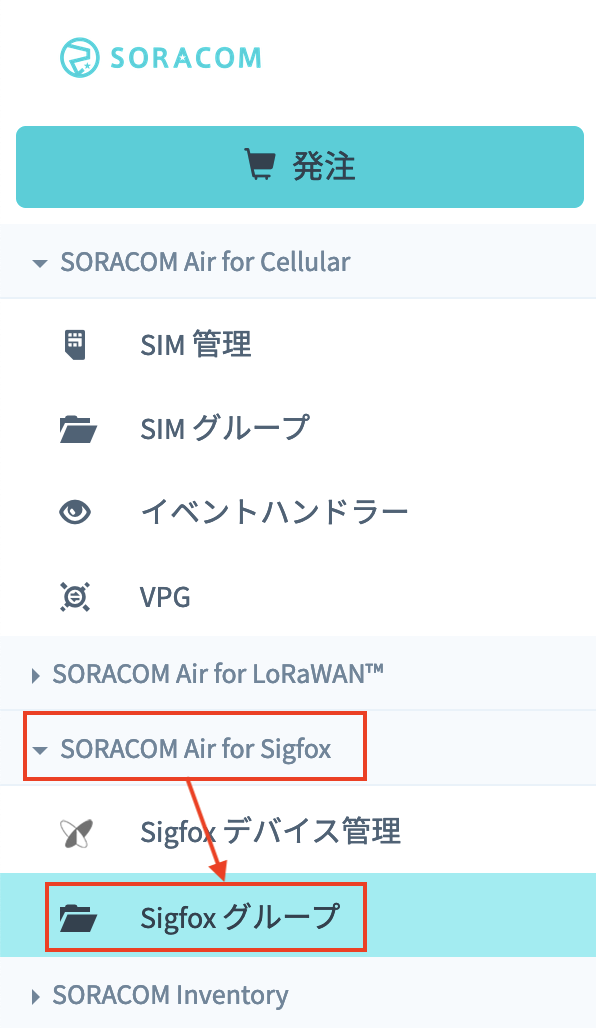 SORACOM
発注
SORACOM Air for Cellular
SIM 管理
SIM グループ
イベントハンドラー
VPG
SORACOM Air for LoRaWAN™
SORACOM Air for Sigfox
Sigfox デバイス管理
Sigfox グループ
SORACOM Inventory